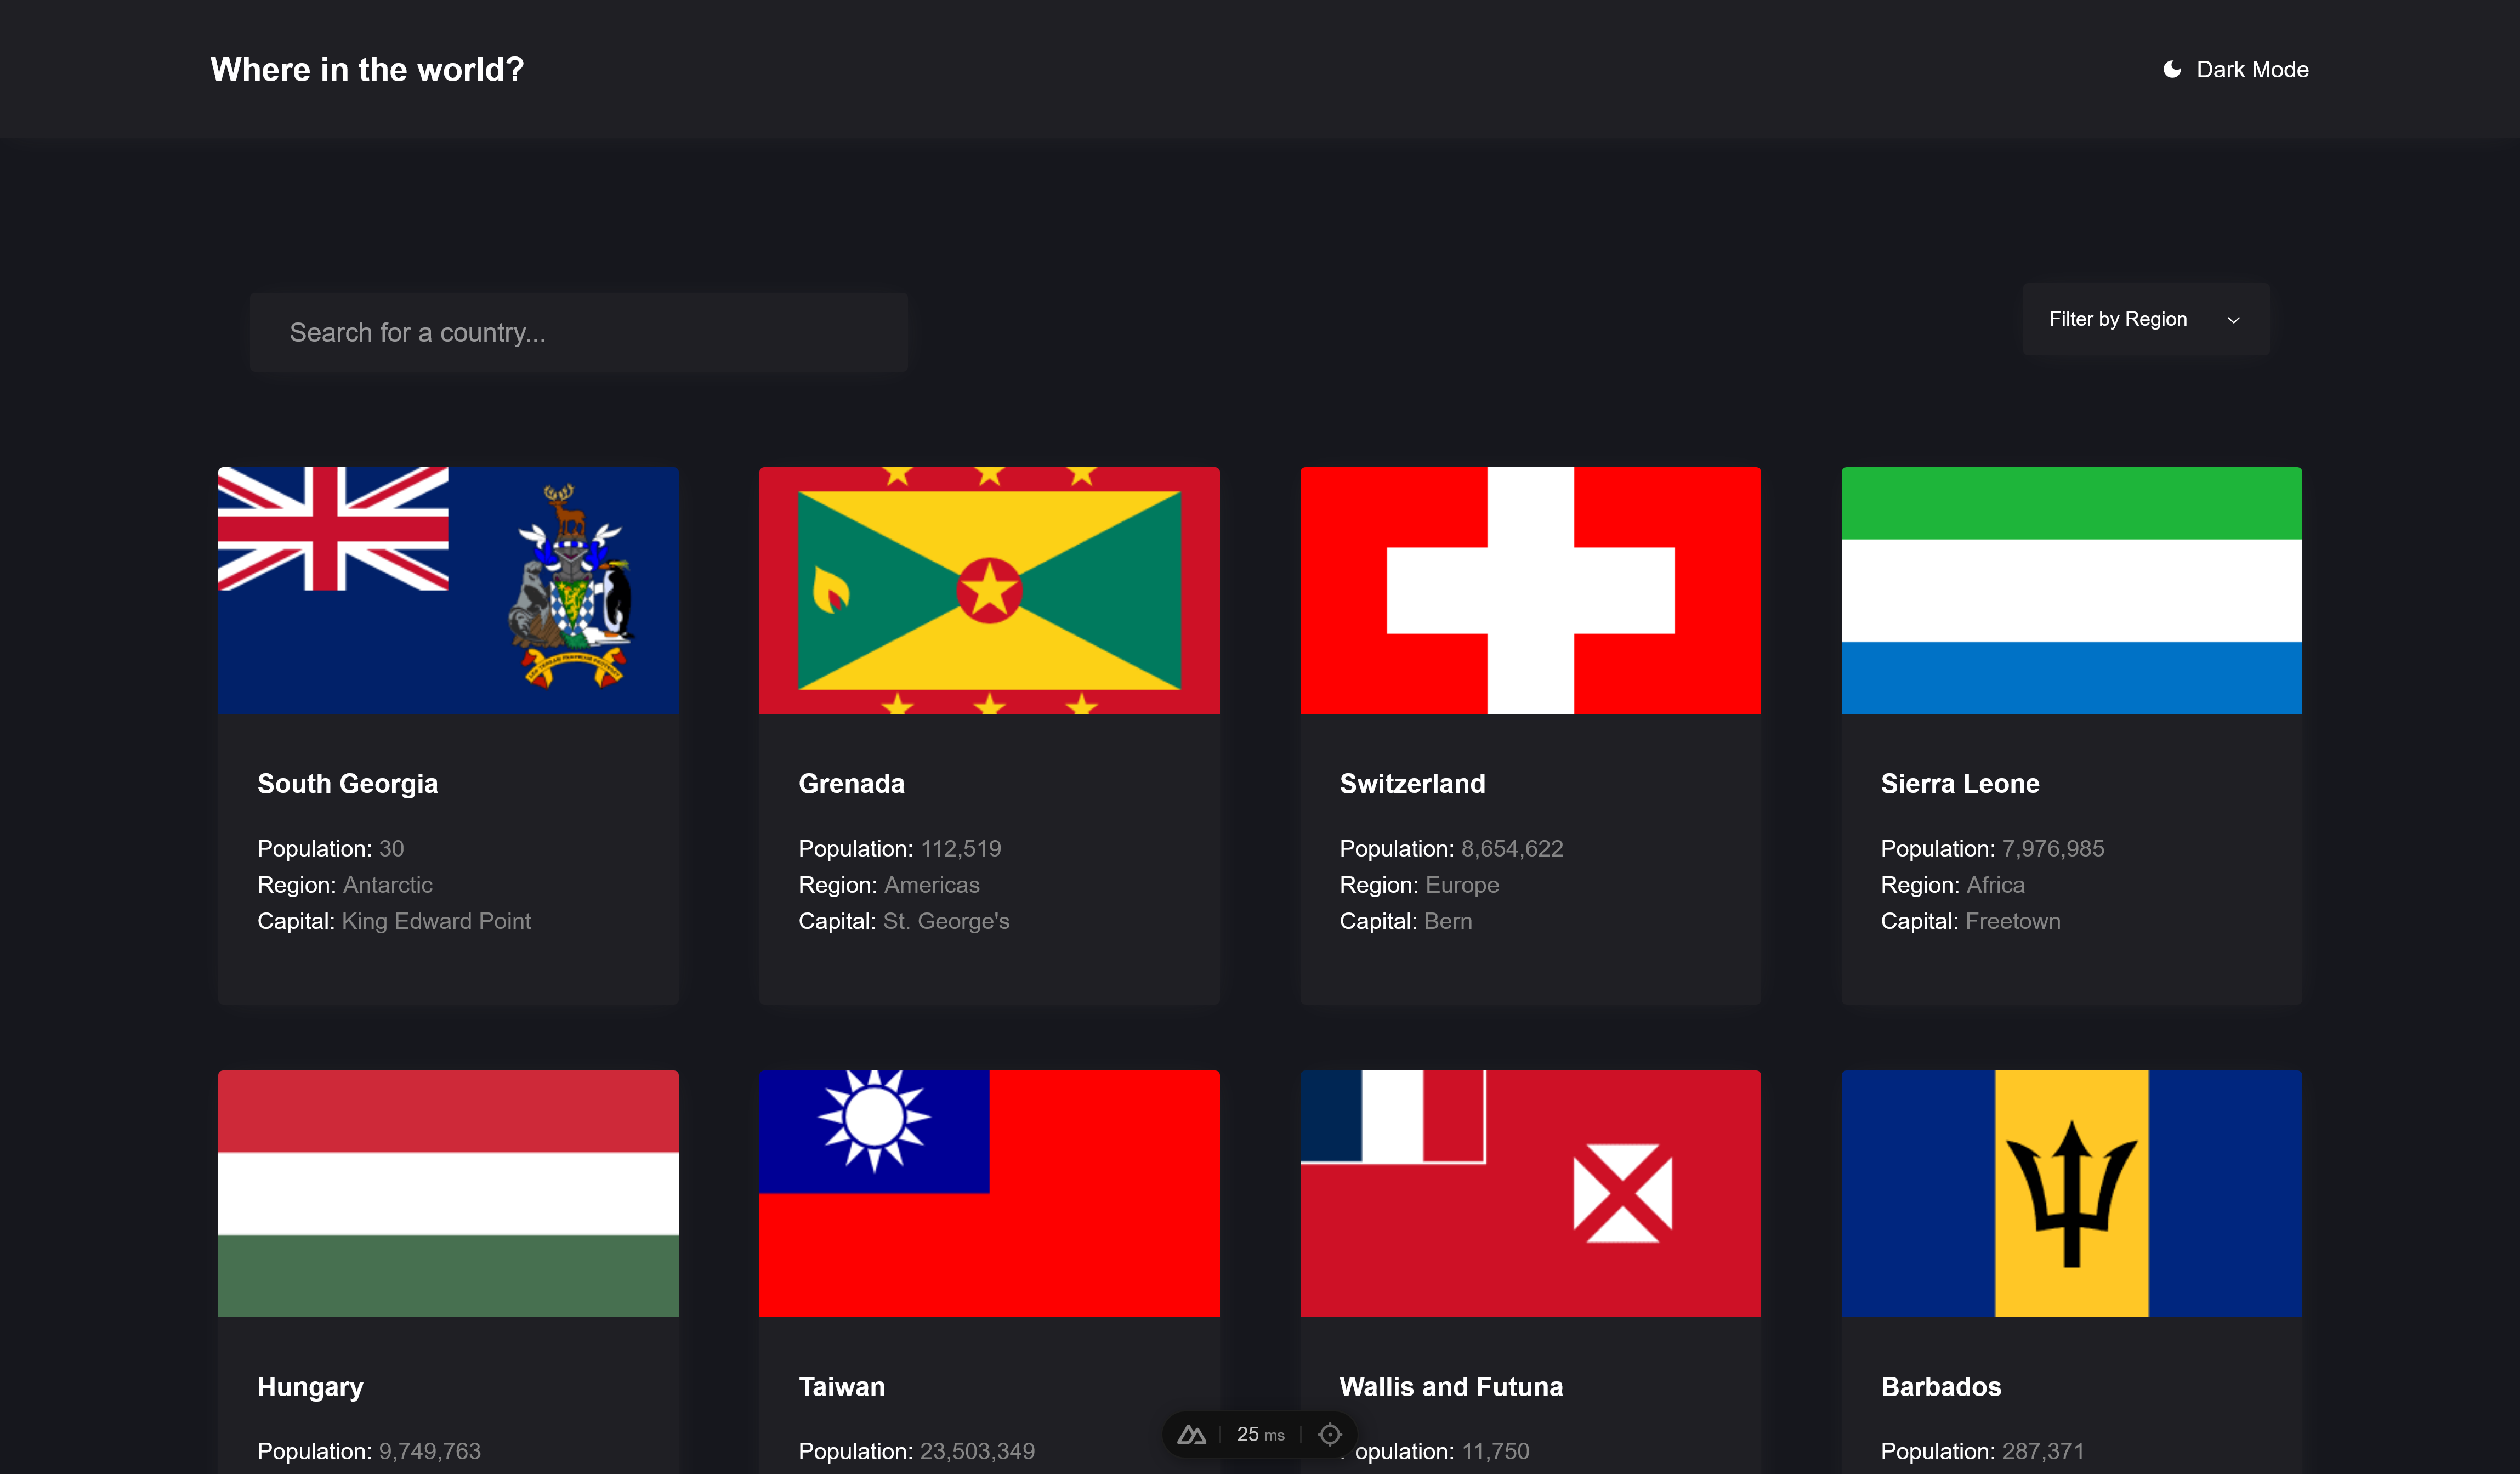 Where in the world?
Dark Mode
Search for a country...
Filter by Region
South Georgia
Population: 30
Region: Antarctic
Capital: King Edward Point
Grenada
Population: 112,519
Region: Americas
Capital: St. George's
Switzerland
Population: 8,654,622
Region: Europe
Capital: Bern
Sierra Leone
Population: 7,976,985
Region: Africa
Capital: Freetown
Hungary
Population: 9,749,763
Taiwan
Population: 23,503,349
Wallis and Futuna
opulation: 11,750
Barbados
Population: 287,371
25 ms